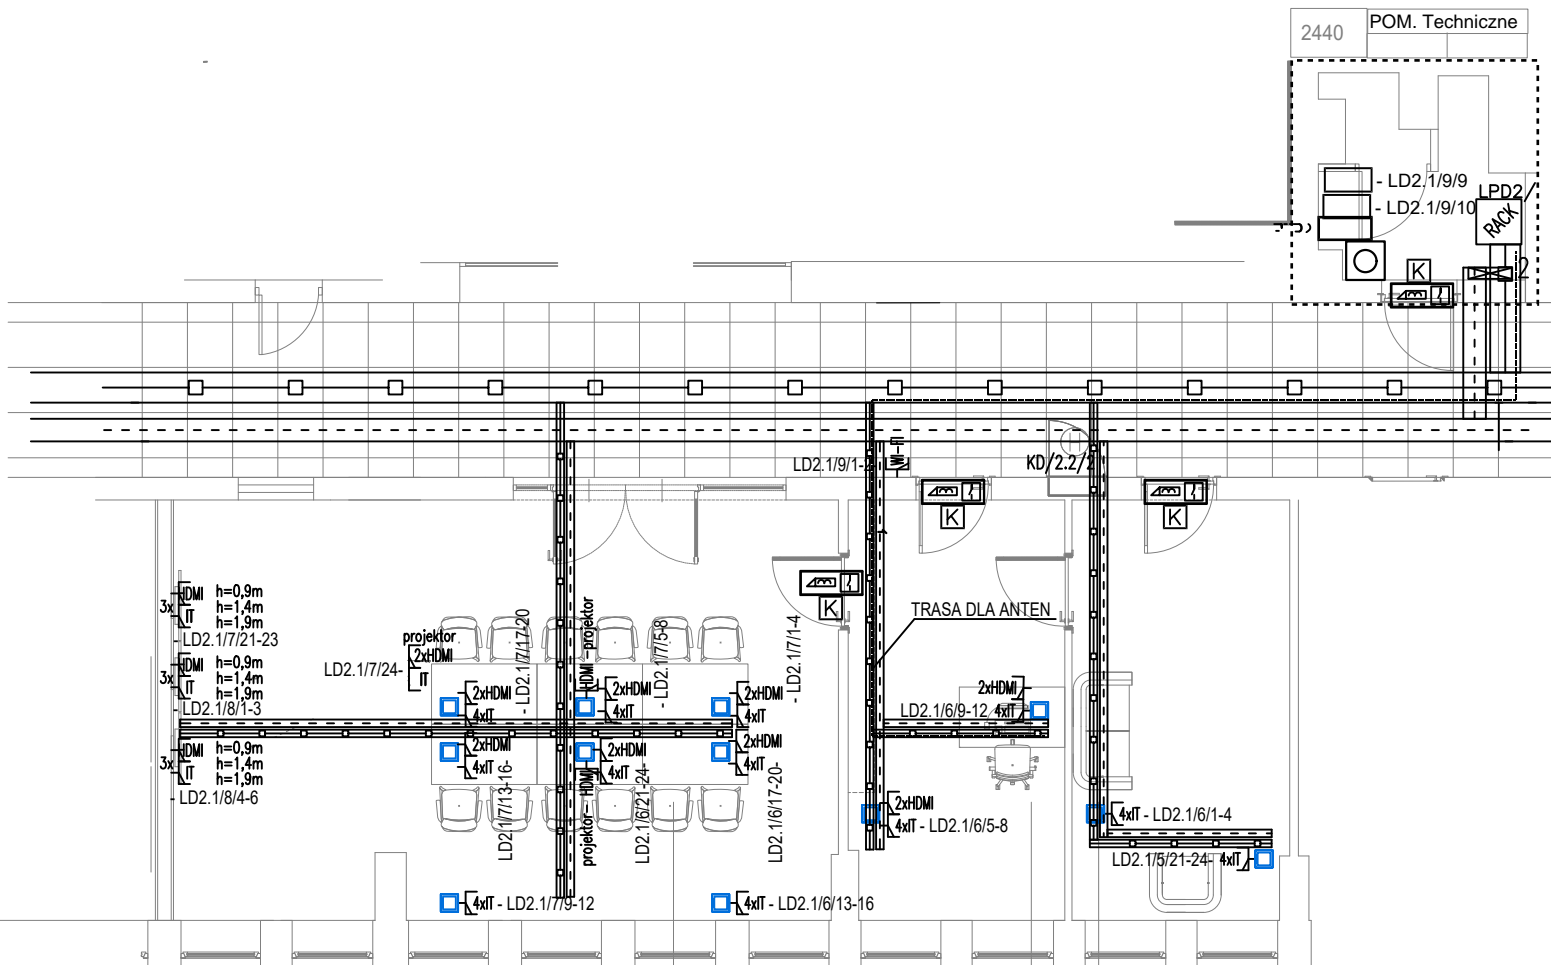 2440
POM. Techniczne
- LD2.1/9/9
- LD2.1/9/10
LPD2
RACK
2
K
LD2.1/9/1-2
WI-FI
KD/2.2/2
K
K
K
TRASA DLA ANTEN
HDMI
3x
IT
h=0,9m
h=1,4m
h=1,9m
- LD2.1/7/21-23
HDMI
3x
IT
h=0,9m
h=1,4m
h=1,9m
- LD2.1/8/1-3
HDMI
3x
IT
h=0,9m
h=1,4m
h=1,9m
- LD2.1/8/4-6
projektor
2xHDMI
IT
LD2.1/7/24-
2xHDMI
4xIT
- LD2.1/7/17-20
HDMI - projektor
2xHDMI
4xIT
- LD2.1/7/5-8
2xHDMI
4xIT
- LD2.1/7/1-4
2xHDMI
4xIT
LD2.1/7/13-16-
projektor - HDMI-
2xHDMI
4xIT
LD2.1/6/21-24-
2xHDMI
4xIT
LD2.1/6/17-20-
2xHDMI
LD2.1/6/9-12 4xIT
2xHDMI
4xIT - LD2.1/6/5-8
4xIT - LD2.1/6/1-4
LD2.1/5/21-24- 4xIT
4xIT - LD2.1/7/9-12
4xIT - LD2.1/6/13-16